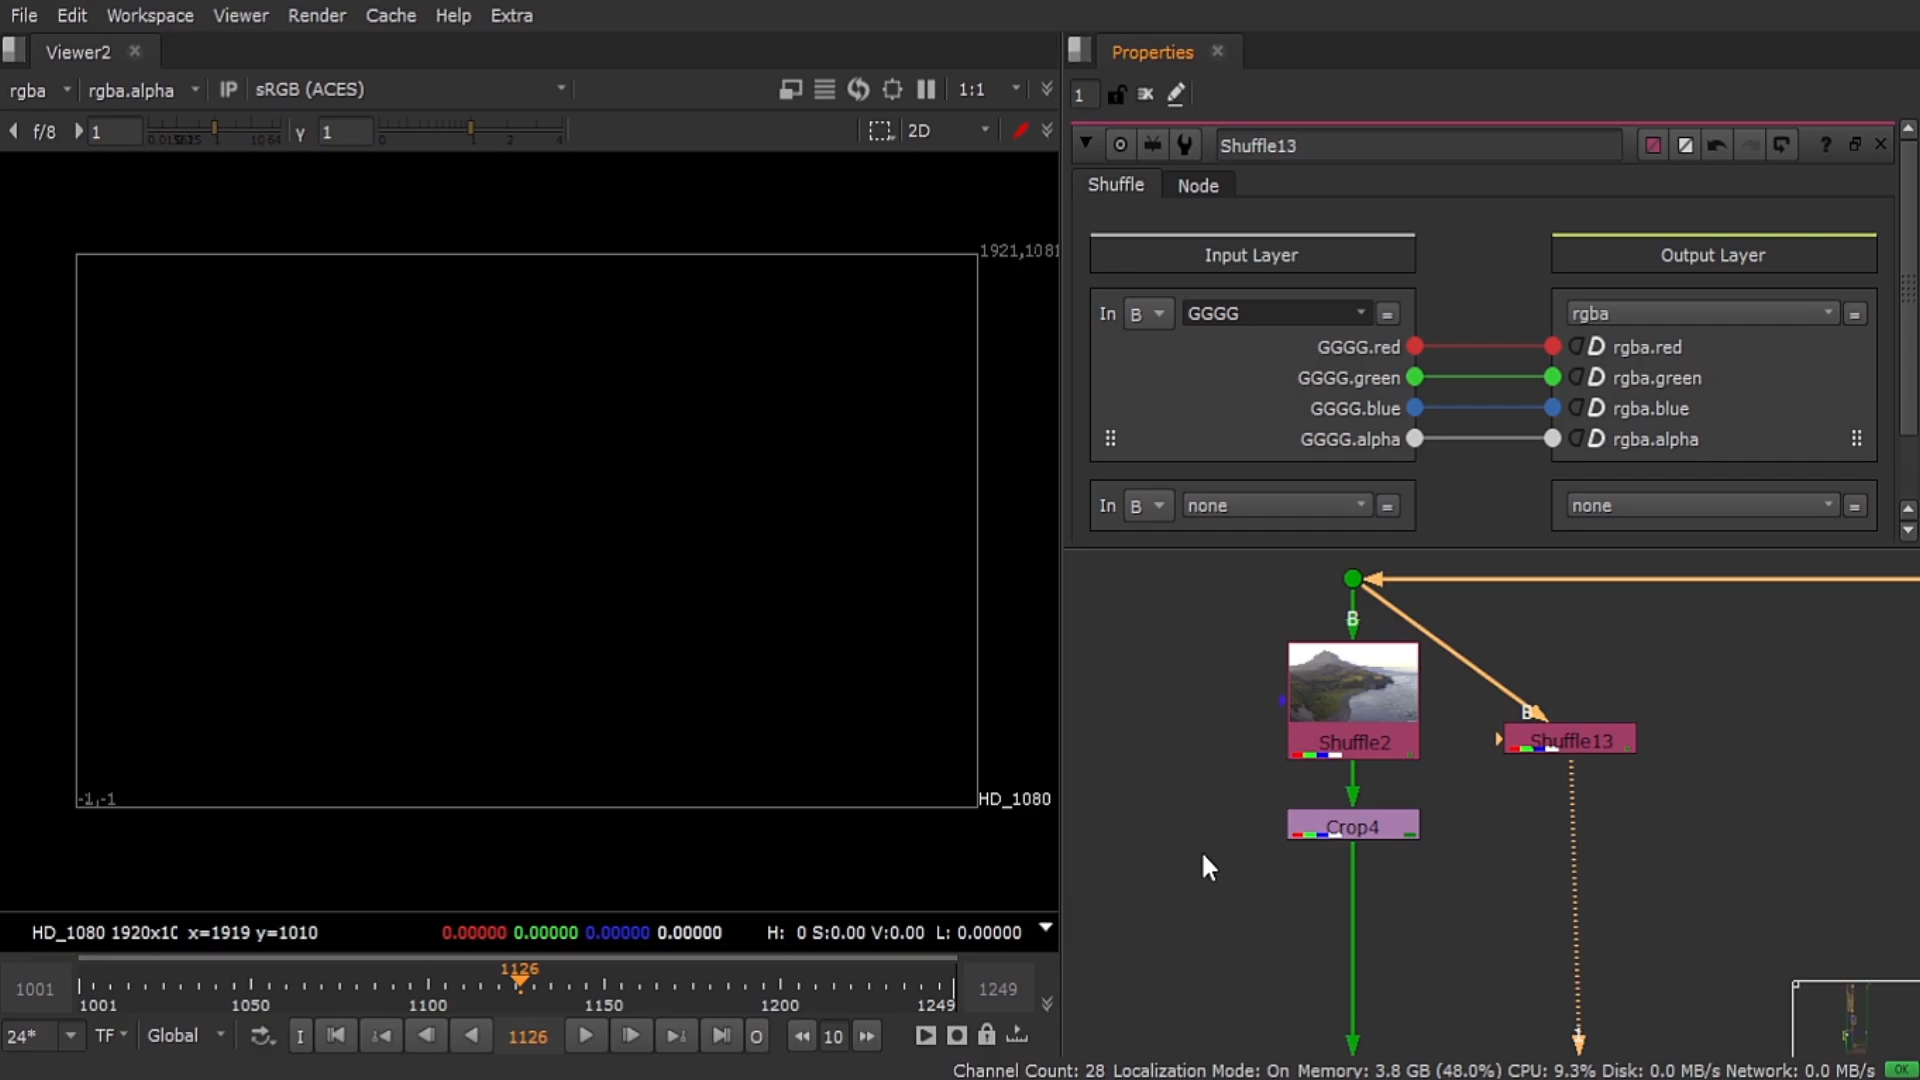 File Edit Workspace Viewer Render Cache Help Extra
Viewer2
rgba rgba.alpha IP sRGB (ACES) 1:1
f/8 1 γ 1 0 1 2 4 2D
1921,1081
-1,-1
HD_1080
HD_1080 1920x10 x=1919 y=1010 0.00000 0.00000 0.00000 0.00000 H: 0 S:0.00 V:0.00 L: 0.00000
1126
1001 1249
1001 1050 1100 1150 1200 1249
24* TF Global I 1126 O 10
Properties
1
Shuffle13 ?
Shuffle Node
Input Layer Output Layer
In B GGGG = rgba =
GGGG.red rgba.red
GGGG.green rgba.green
GGGG.blue rgba.blue
GGGG.alpha rgba.alpha
In B none = none =
B
B
Shuffle2
Shuffle13
Crop4
Channel Count: 28 Localization Mode: On Memory: 3.8 GB (48.0%) CPU: 9.3% Disk: 0.0 MB/s Network: 0.0 MB/s OK